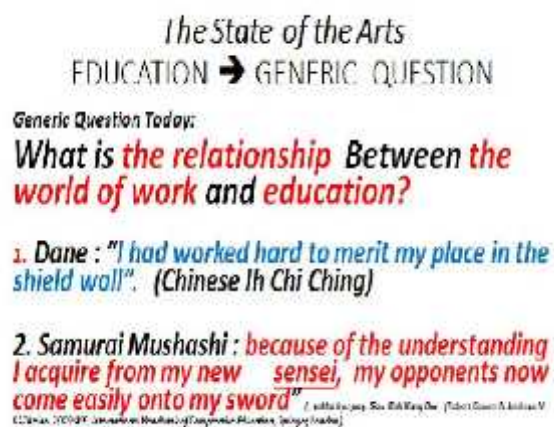 The State of the Arts
EDUCATION ➔ GENERIC QUESTION
Generic Question Today:
What is the relationship Between the
world of work and education?
1. Dane : "I had worked hard to merit my place in the
shield wall". (Chinese Ih Chi Ching)
2. Samurai Mushashi : because of the understanding
I acquire from my new sensei, my opponents now
come easily onto my sword"